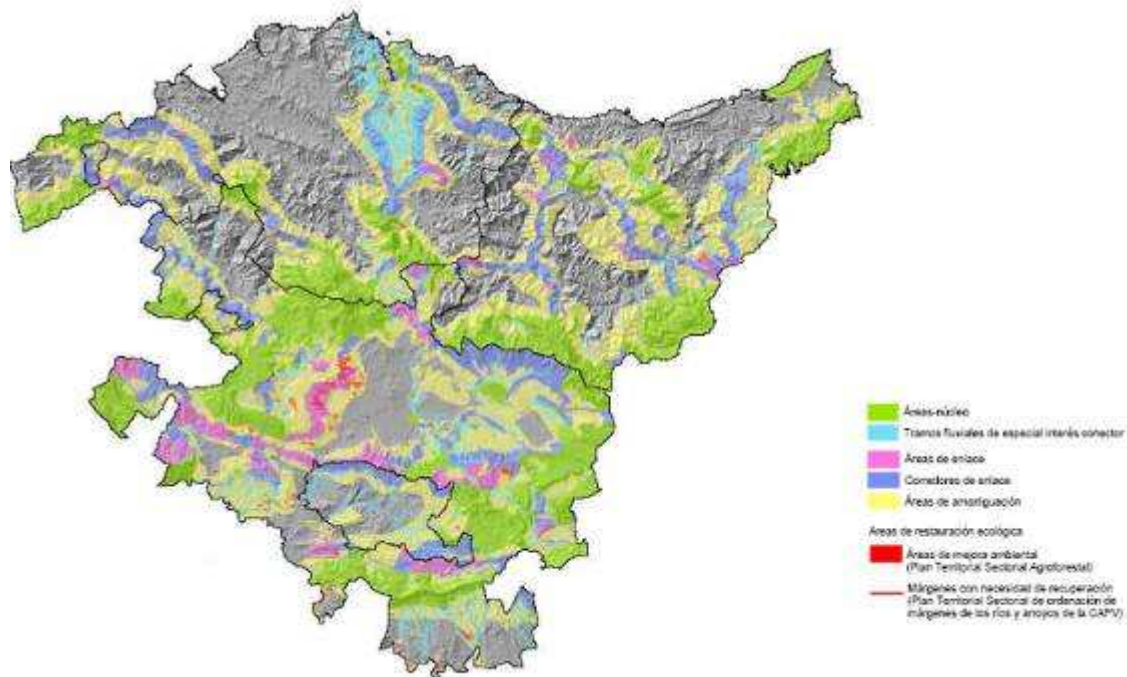 Áreas-núcleo
Tramos fluviales de especial interés conector
Áreas de enlace
Corredores de enlace
Áreas de amortiguación
Areas de restauración ecológica
Áreas de mejora ambiental
(Plan Territorial Sectorial Agroforestal)
Márgenes con necesidad de recuperación
(Plan Territorial Sectorial de ordenación de
márgenes de los ríos y arroyos de la CAPV)